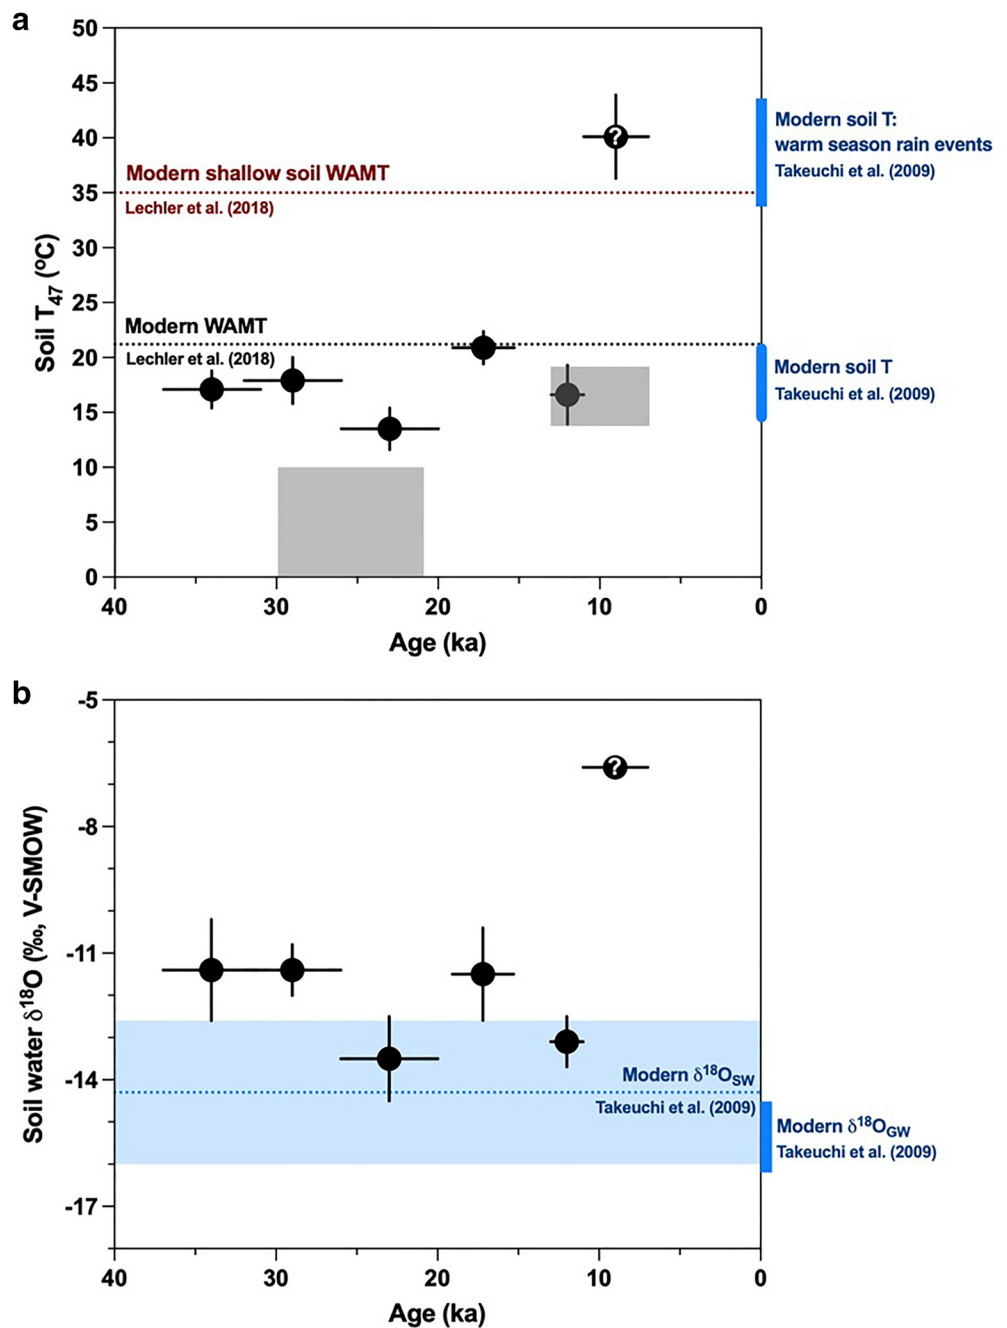 a
50
45
40
35
30
25
20
15
10
5
0
Soil T47 (ºC)
Modern shallow soil WAMT
Lechler et al. (2018)
Modern WAMT
Lechler et al. (2018)
?
Modern soil T:
warm season rain events
Takeuchi et al. (2009)
Modern soil T
Takeuchi et al. (2009)
40 30 20 10 0
Age (ka)
b
-5
-8
-11
-14
-17
Soil water δ18O (‰, V-SMOW)
?
Modern δ18OSW
Takeuchi et al. (2009)
Modern δ18OGW
Takeuchi et al. (2009)
40 30 20 10 0
Age (ka)